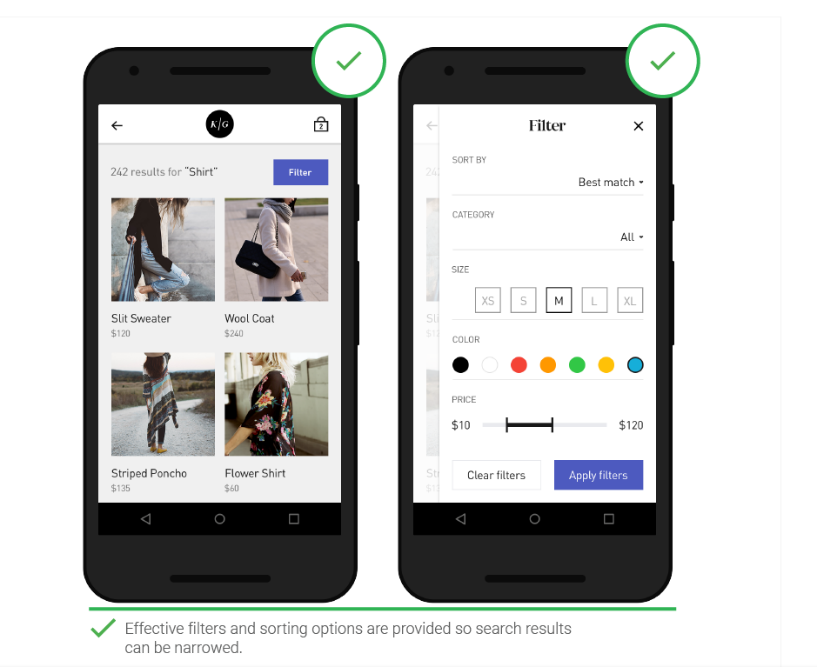 K|G
2
242 results for "Shirt"
Filter
Slit Sweater
$120
Wool Coat
$240
Striped Poncho
$135
Flower Shirt
$60
Filter
SORT BY
Best match
CATEGORY
All
SIZE
XS S M L XL
COLOR
PRICE
$10 $120
Clear filters Apply filters
Effective filters and sorting options are provided so search results
can be narrowed.